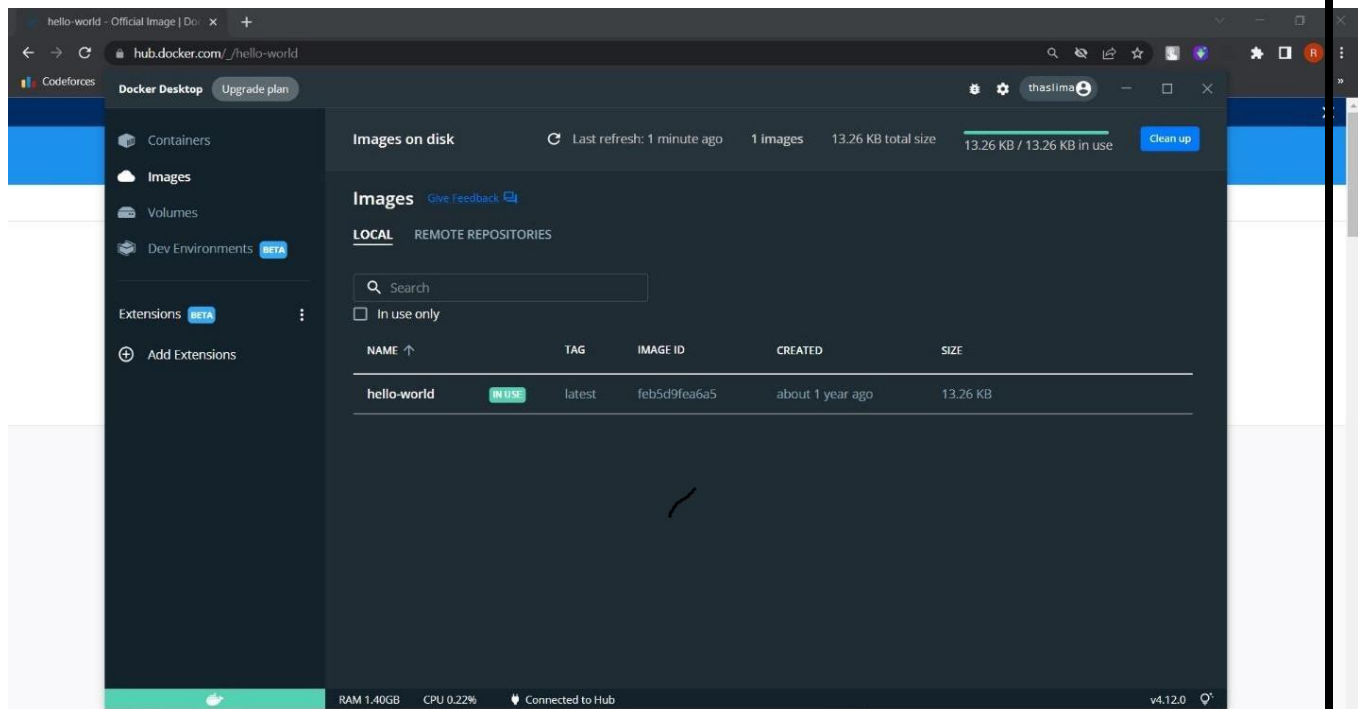 hello-world - Official Image | Do
hub.docker.com/_/hello-world
R
Codeforces
Docker Desktop Upgrade plan thaslima
Containers
Images
Volumes
Dev Environments BETA
Extensions BETA
Add Extensions
Images on disk Last refresh: 1 minute ago 1 images 13.26 KB total size 13.26 KB / 13.26 KB in use Clean up
Images Give Feedback
LOCAL REMOTE REPOSITORIES
Search
In use only
NAME TAG IMAGE ID CREATED SIZE
hello-world IN USE latest feb5d9fea6a5 about 1 year ago 13.26 KB
RAM 1.40GB CPU 0.22% Connected to Hub v4.12.0